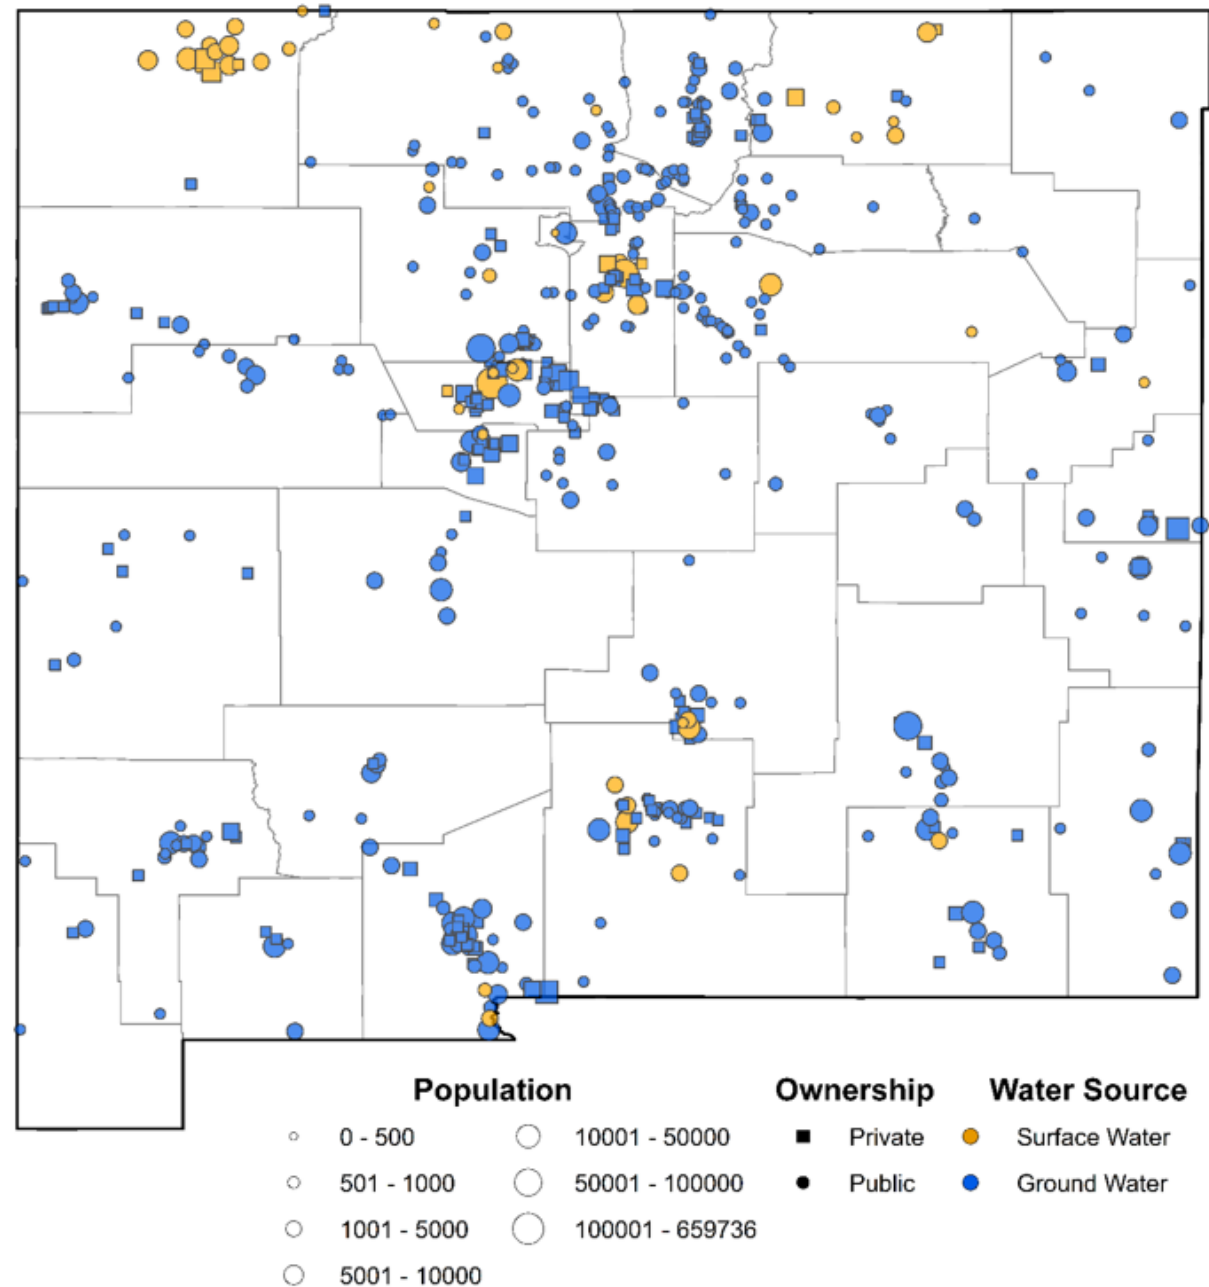 Population Ownership Water Source
0 - 500 10001 - 50000 Private Surface Water
501 - 1000 50001 - 100000 Public Ground Water
1001 - 5000 100001 - 659736
5001 - 10000